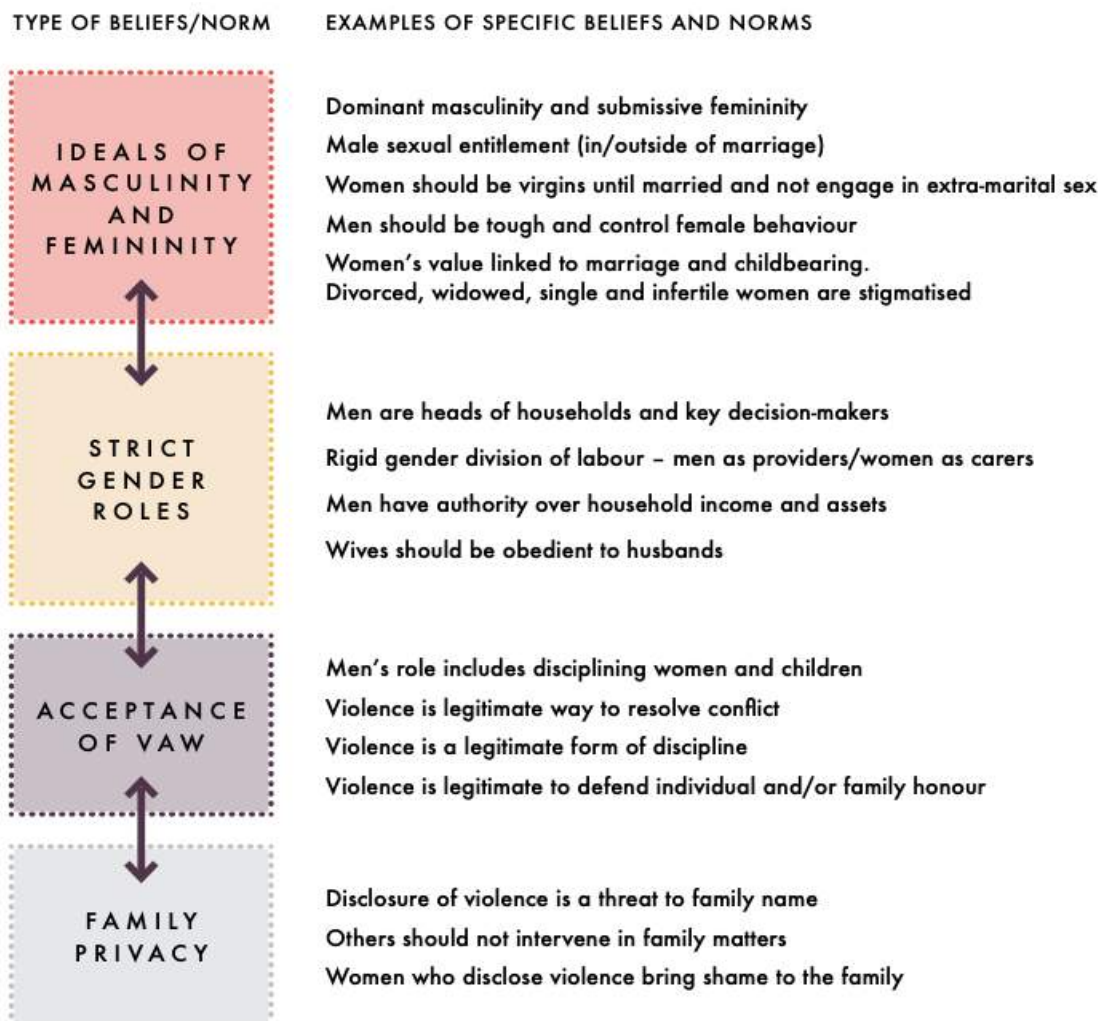 TYPE OF BELIEFS/NORM
EXAMPLES OF SPECIFIC BELIEFS AND NORMS
IDEALS OF
MASCULINITY
AND
FEMININITY
Dominant masculinity and submissive femininity
Male sexual entitlement (in/outside of marriage)
Women should be virgins until married and not engage in extra-marital sex
Men should be tough and control female behaviour
Women's value linked to marriage and childbearing.
Divorced, widowed, single and infertile women are stigmatised
STRICT
GENDER
ROLES
Men are heads of households and key decision-makers
Rigid gender division of labour – men as providers/women as carers
Men have authority over household income and assets
Wives should be obedient to husbands
ACCEPTANCE
OF VAW
Men's role includes disciplining women and children
Violence is legitimate way to resolve conflict
Violence is a legitimate form of discipline
Violence is legitimate to defend individual and/or family honour
FAMILY
PRIVACY
Disclosure of violence is a threat to family name
Others should not intervene in family matters
Women who disclose violence bring shame to the family